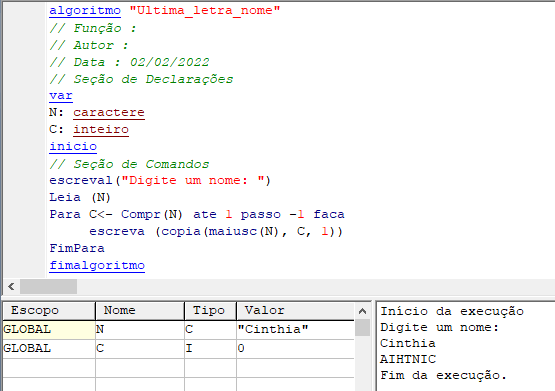 algoritmo "Ultima_letra_nome"
// Função :
// Autor :
// Data : 02/02/2022
// Seção de Declarações
var
N: caractere
C: inteiro
inicio
// Seção de Comandos
escreval("Digite um nome: ")
Leia (N)
Para C<- Compr(N) ate 1 passo -1 faca
escreva (copia(maiusc(N), C, 1))
FimPara
fimalgoritmo
Escopo Nome Tipo Valor
GLOBAL N C "Cinthia"
GLOBAL C I 0
Início da execução
Digite um nome:
Cinthia
AIHTNIC
Fim da execução.